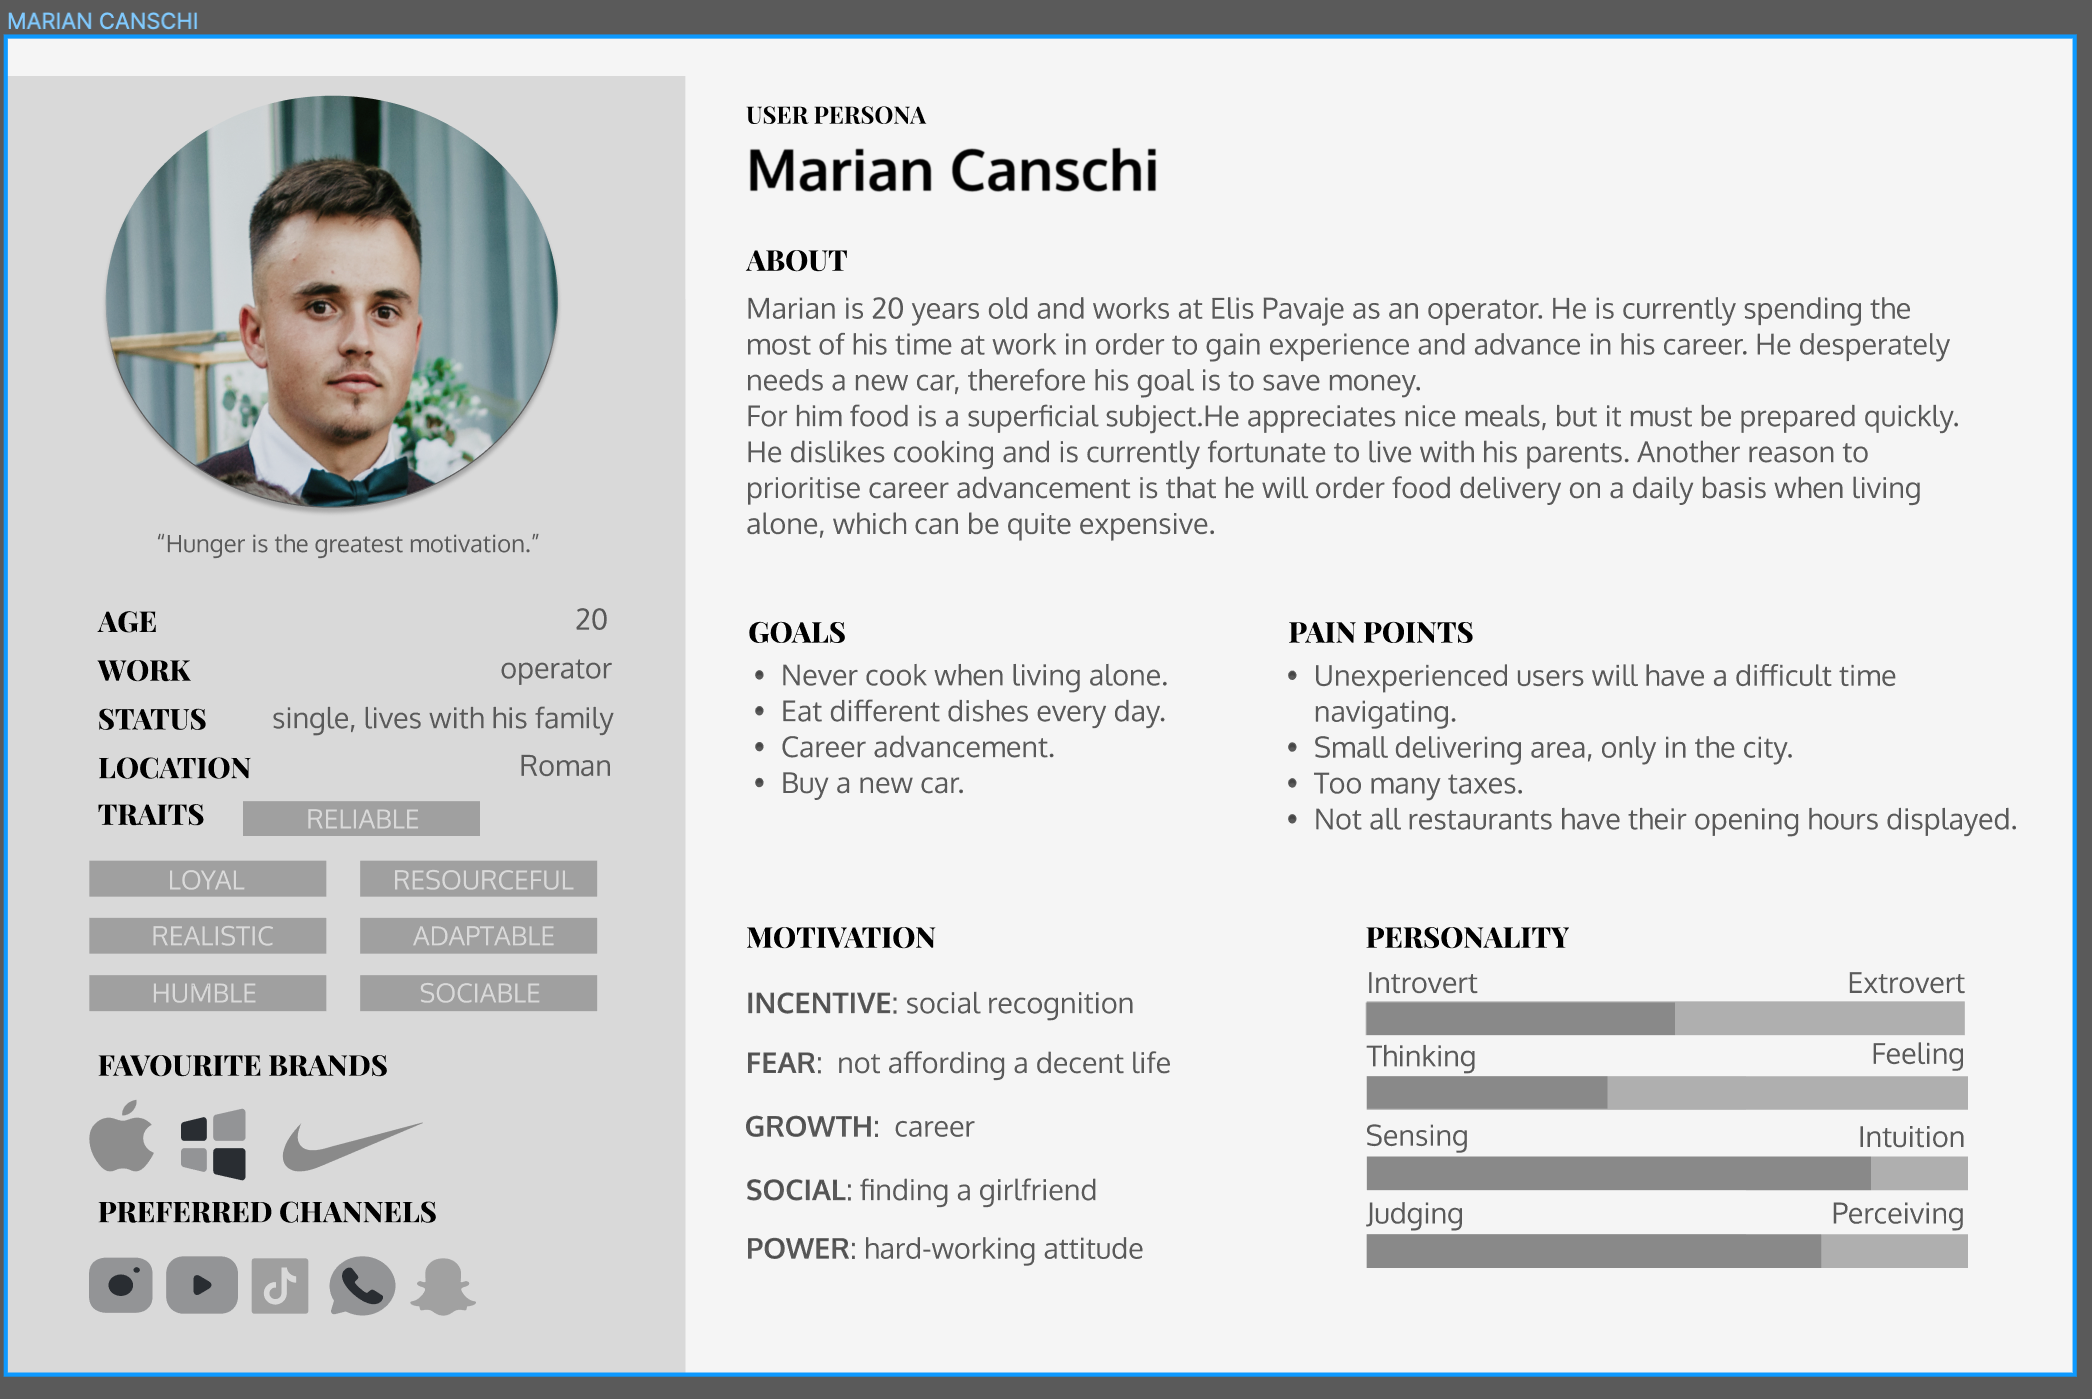 MARIAN CANSCHI
“Hunger is the greatest motivation.”
AGE 20
WORK operator
STATUS single, lives with his family
LOCATION Roman
TRAITS RELIABLE
LOYAL RESOURCEFUL
REALISTIC ADAPTABLE
HUMBLE SOCIABLE
FAVOURITE BRANDS
PREFERRED CHANNELS
USER PERSONA
Marian Canschi
ABOUT
Marian is 20 years old and works at Elis Pavaje as an operator. He is currently spending the
most of his time at work in order to gain experience and advance in his career. He desperately
needs a new car, therefore his goal is to save money.
For him food is a superficial subject.He appreciates nice meals, but it must be prepared quickly.
He dislikes cooking and is currently fortunate to live with his parents. Another reason to
prioritise career advancement is that he will order food delivery on a daily basis when living
alone, which can be quite expensive.
GOALS
• Never cook when living alone.
• Eat different dishes every day.
• Career advancement.
• Buy a new car.
PAIN POINTS
• Unexperienced users will have a difficult time
navigating.
• Small delivering area, only in the city.
• Too many taxes.
• Not all restaurants have their opening hours displayed.
MOTIVATION
INCENTIVE: social recognition
FEAR: not affording a decent life
GROWTH: career
SOCIAL: finding a girlfriend
POWER: hard-working attitude
PERSONALITY
Introvert Extrovert
Thinking Feeling
Sensing Intuition
Judging Perceiving